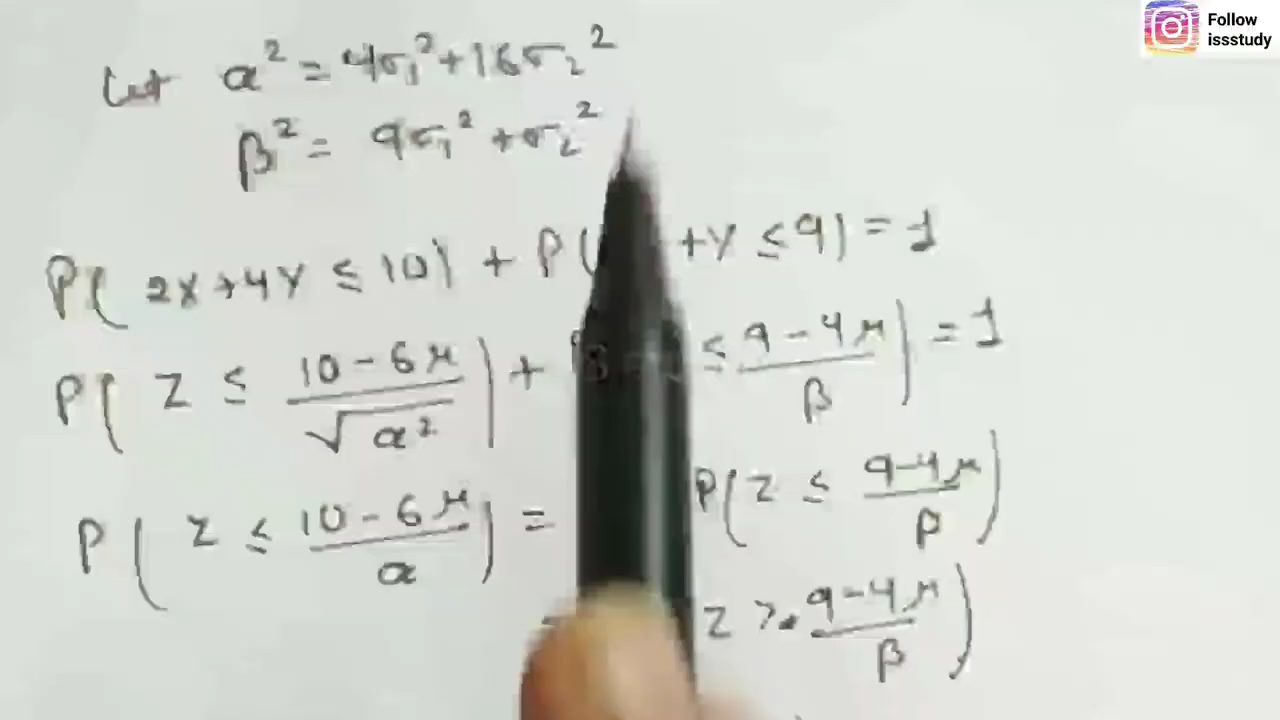 Follow
issstudy
Let α² = 4σ₁² + 16σ₂²
β² = 9σ₁² + σ₂²
P( 2X+4Y ≤ 10) + P( +Y ≤ 9) = 1
P( Z ≤ (10-6μ)/√α² ) + ≤ (9-4μ)/β ) = 1
P( Z ≤ (10-6μ)/α ) = P( Z ≤ (9-4μ)/β )
Z > (9-4μ)/β )